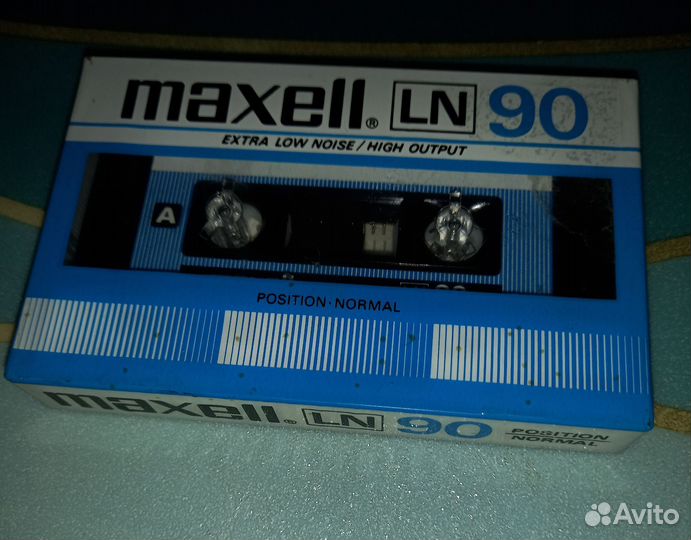 maxell® LN 90
EXTRA LOW NOISE / HIGH OUTPUT
A
POSITION · NORMAL
maxell® LN 90 POSITION NORMAL
Avito